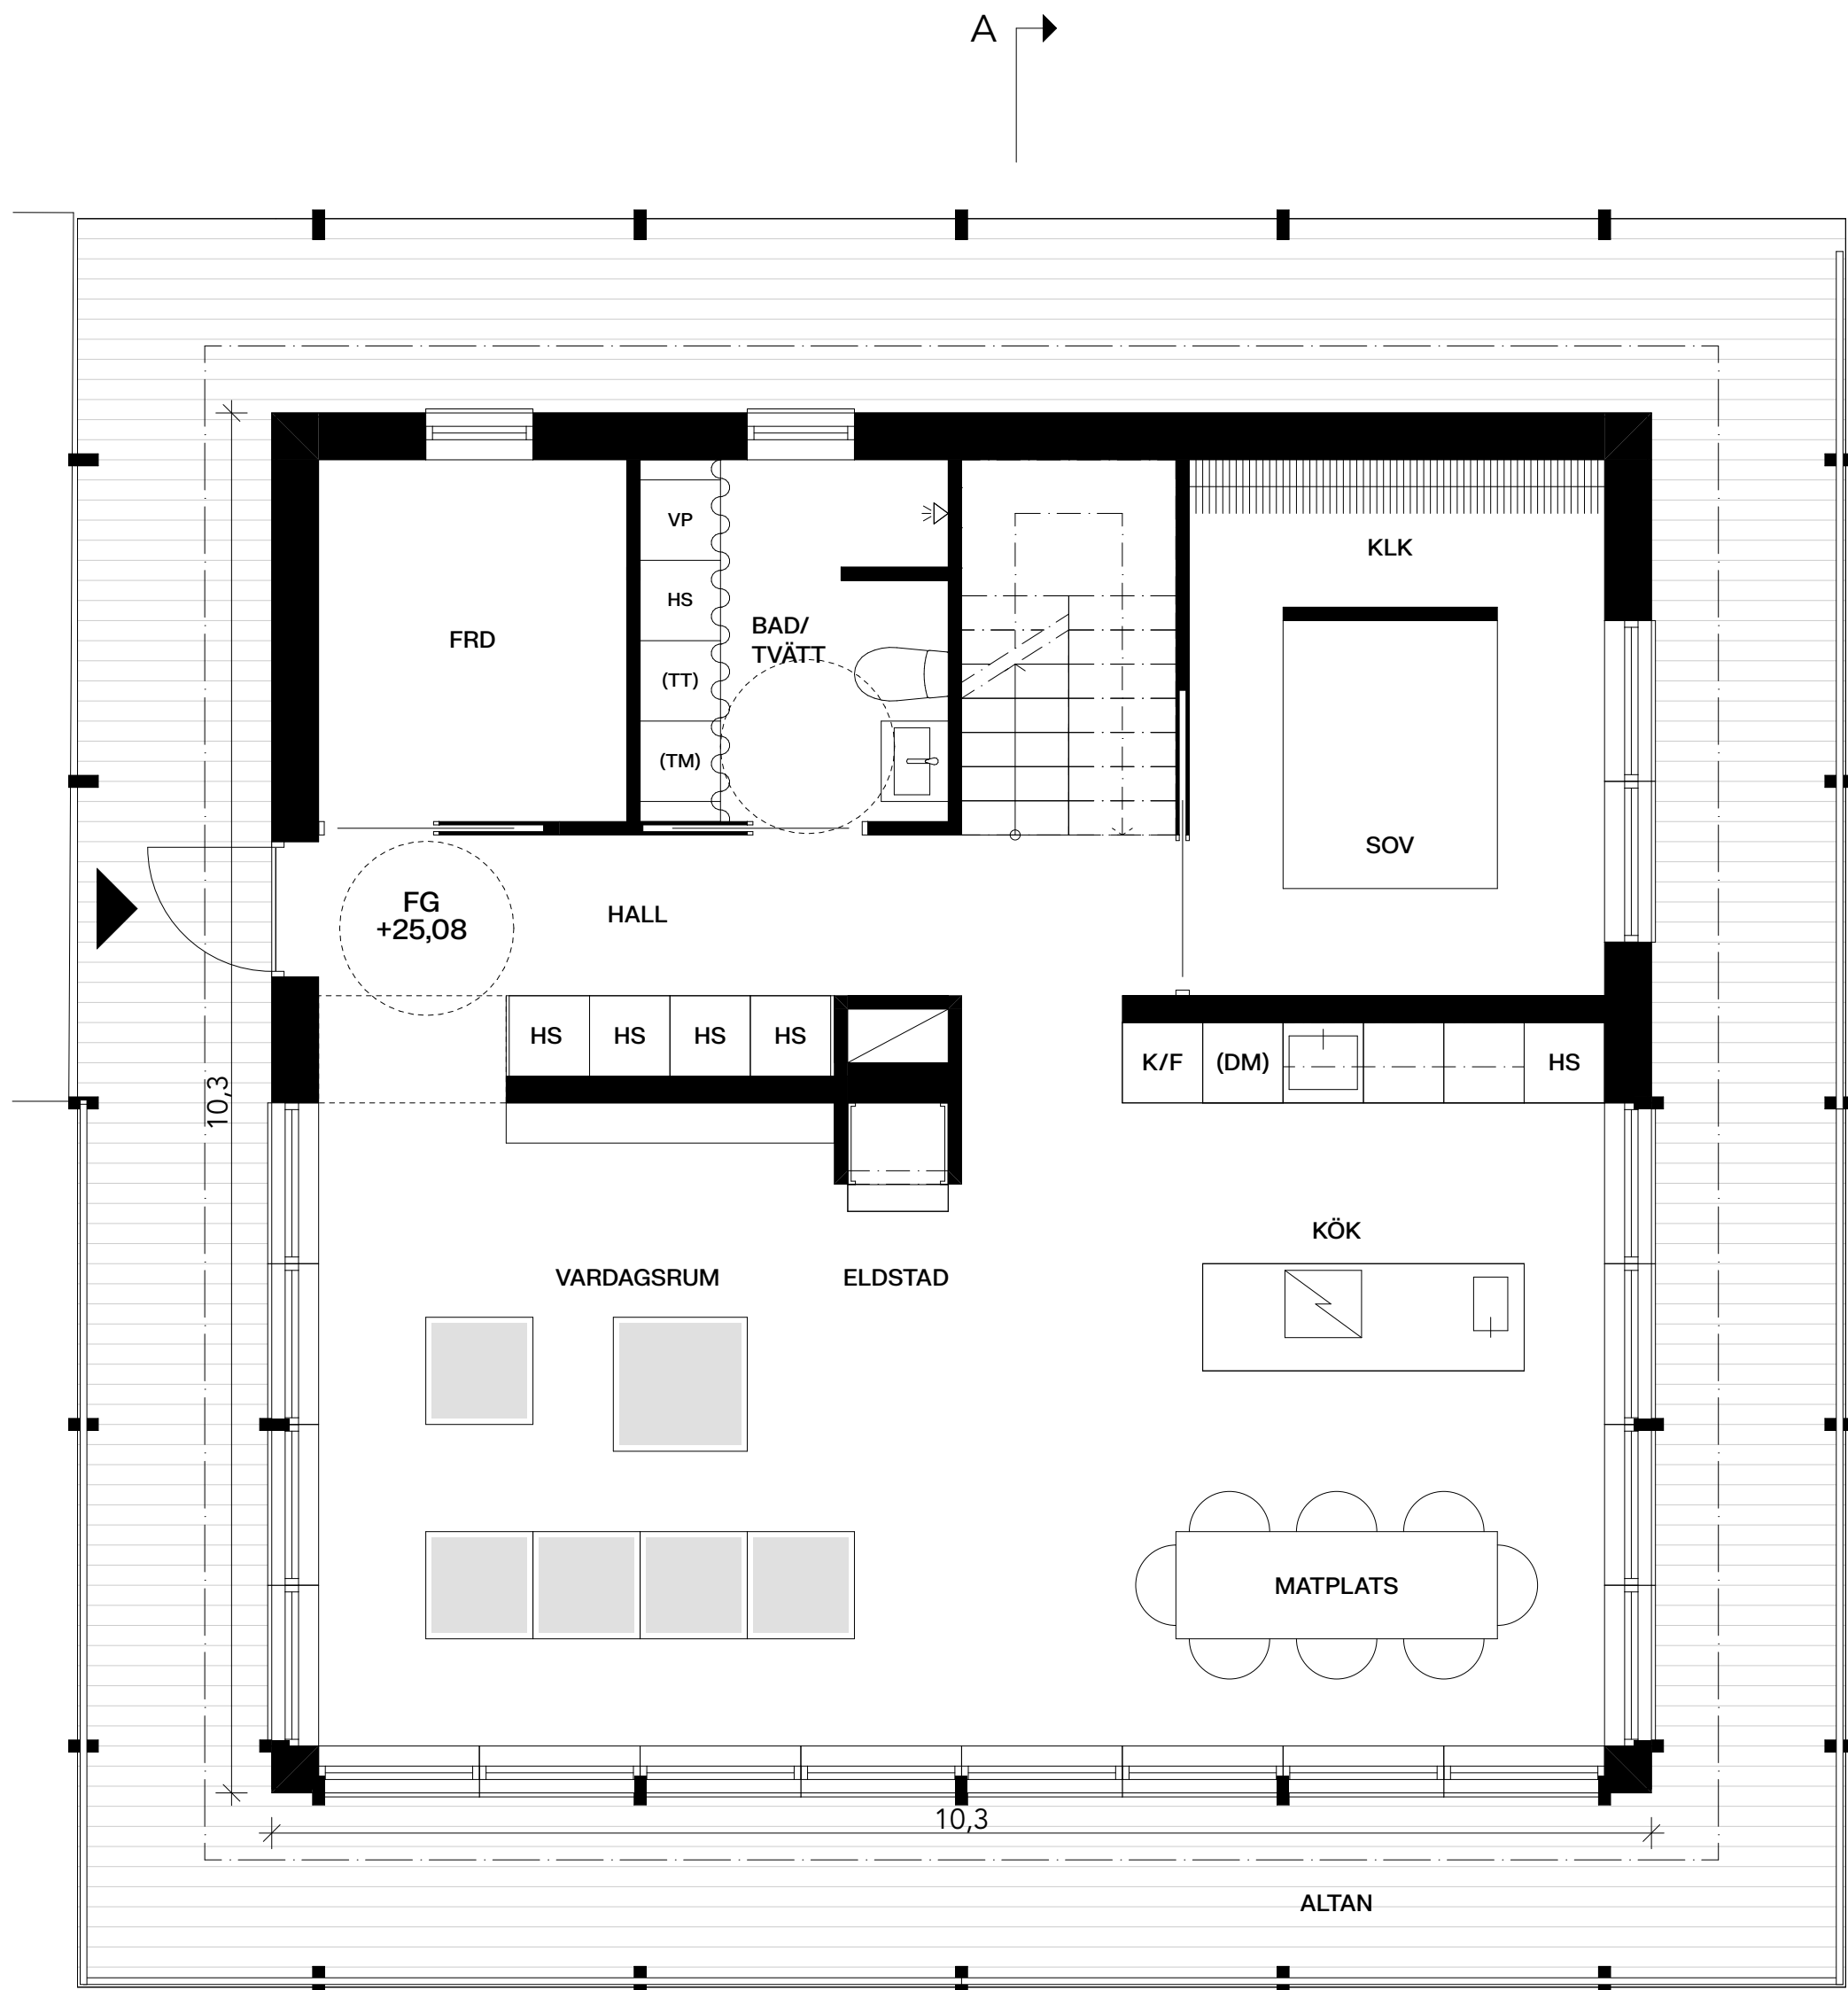 A
VP
KLK
HS
FRD
BAD/
TVÄTT
(TT)
(TM)
SOV
FG
+25,08
HALL
HS HS HS HS
K/F (DM) HS
10,3
KÖK
VARDAGSRUM ELDSTAD
MATPLATS
10,3
ALTAN